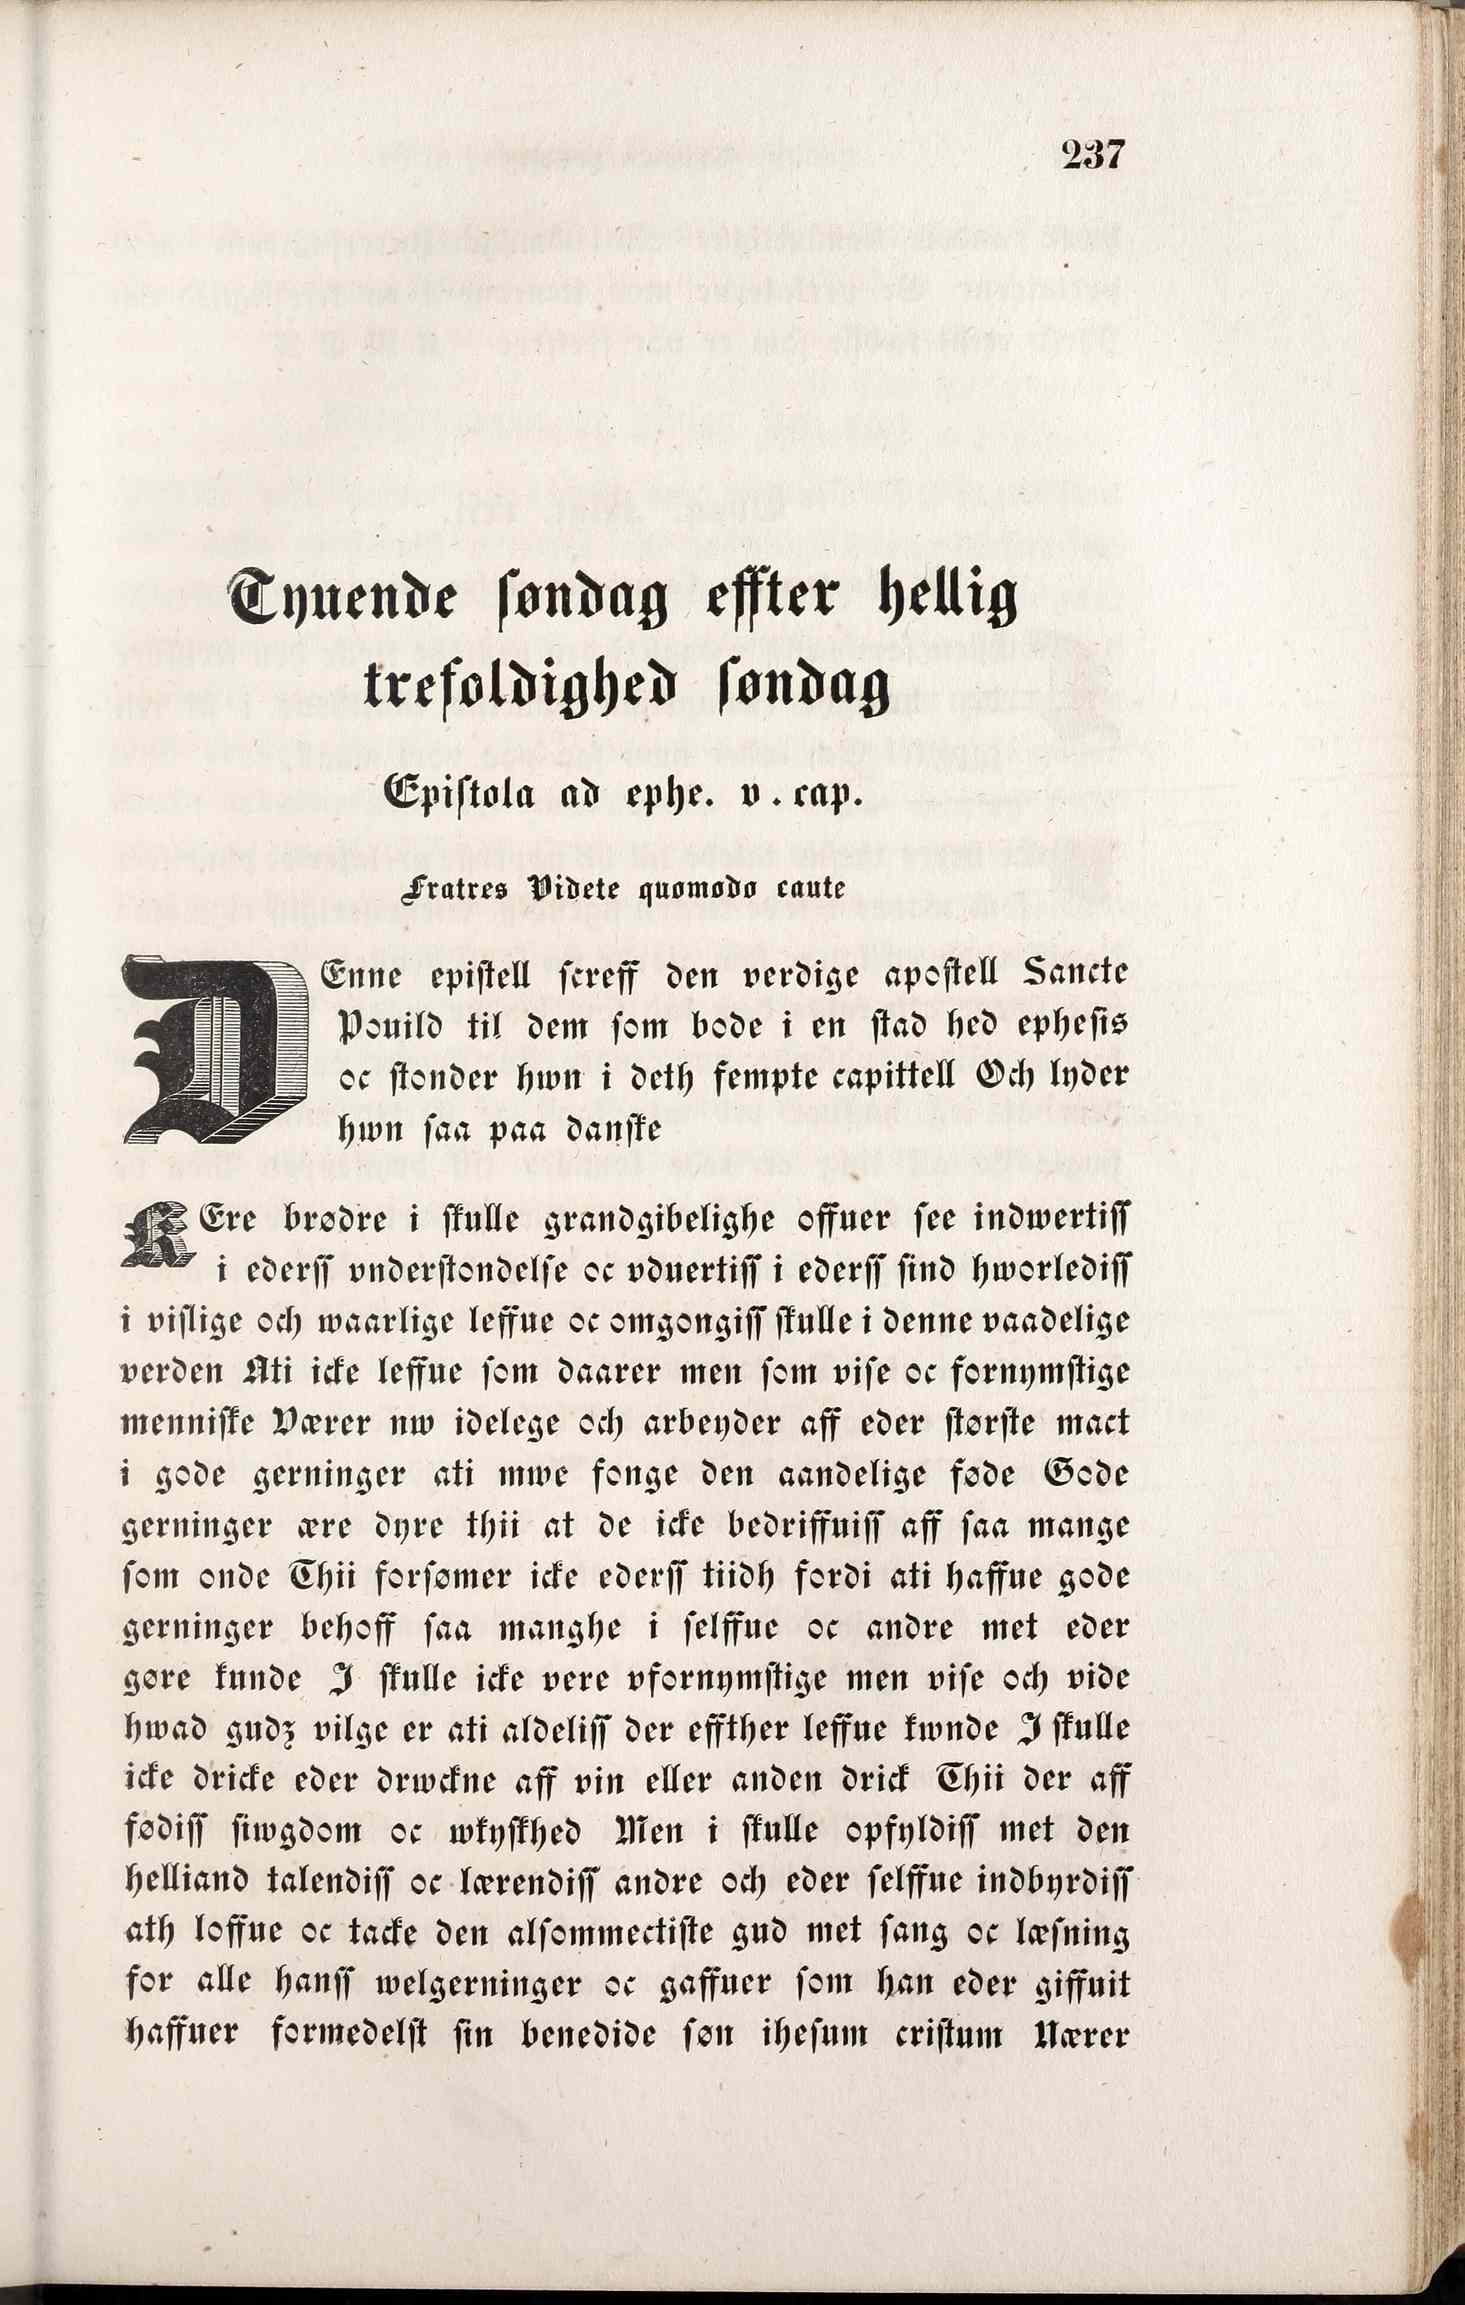 237
Tyuende søndag effter hellig
trefoldighed søndag
Epistola ad ephe. v. cap.
Fratres Videte quomodo caute
DEnne epistell screff den verdige apostell Sancte
Pouild til dem som bode i en stad hed ephesis
oc stonder hwn i deth fempte capittell Och lyder
hwn saa paa danske
KEre brødre i skulle grandgibelighe offuer see indwertiss
i ederss vnderstondelse oc vduertiss i ederss sind hworlediss
i vislige och waarlige leffue oc omgongiss skulle i denne vaadelige
verden Ati icke leffue som daarer men som vise oc fornymstige
menniske Værer nw idelege och arbeyder aff eder største mact
i gode gerninger ati mwe fonge den aandelige føde Gode
gerninger ære dyre thii at de icke bedriffuiss aff saa mange
som onde Thii forsømer icke ederss tiidh fordi ati haffue gode
gerninger behoff saa manghe i selffue oc andre met eder
gøre kunde I skulle icke vere vfornymstige men vise och vide
hwad gudz vilge er ati aldeliss der effther leffue kwnde I skulle
icke dricke eder drwckne aff vin eller anden drick Thii der aff
fødiss siwgdom oc wkyskhed Men i skulle opfyldiss met den
helliand talendiss oc lærendiss andre och eder selffue indbyrdiss
ath loffue oc tacke den alsommectiste gud met sang oc læsning
for alle hanss welgerninger oc gaffuer som han eder giffuit
haffuer formedelst sin benedide søn ihesum cristum Nærer